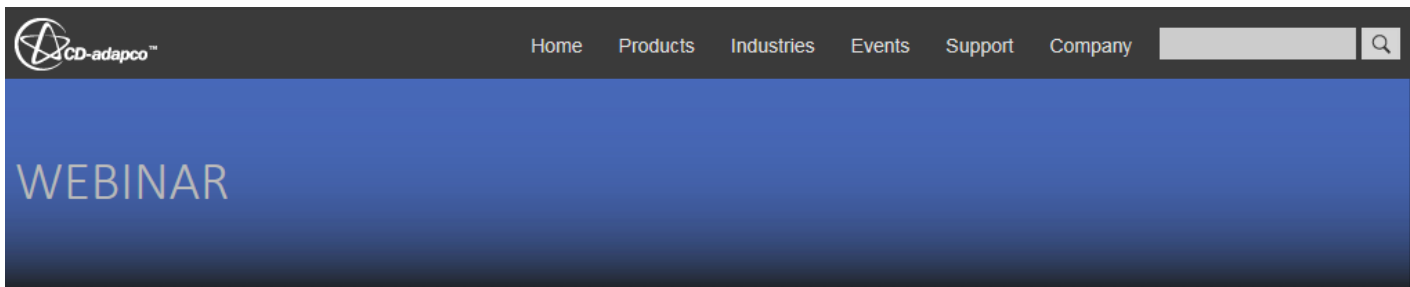 CD-adapco™
Home Products Industries Events Support Company
WEBINAR